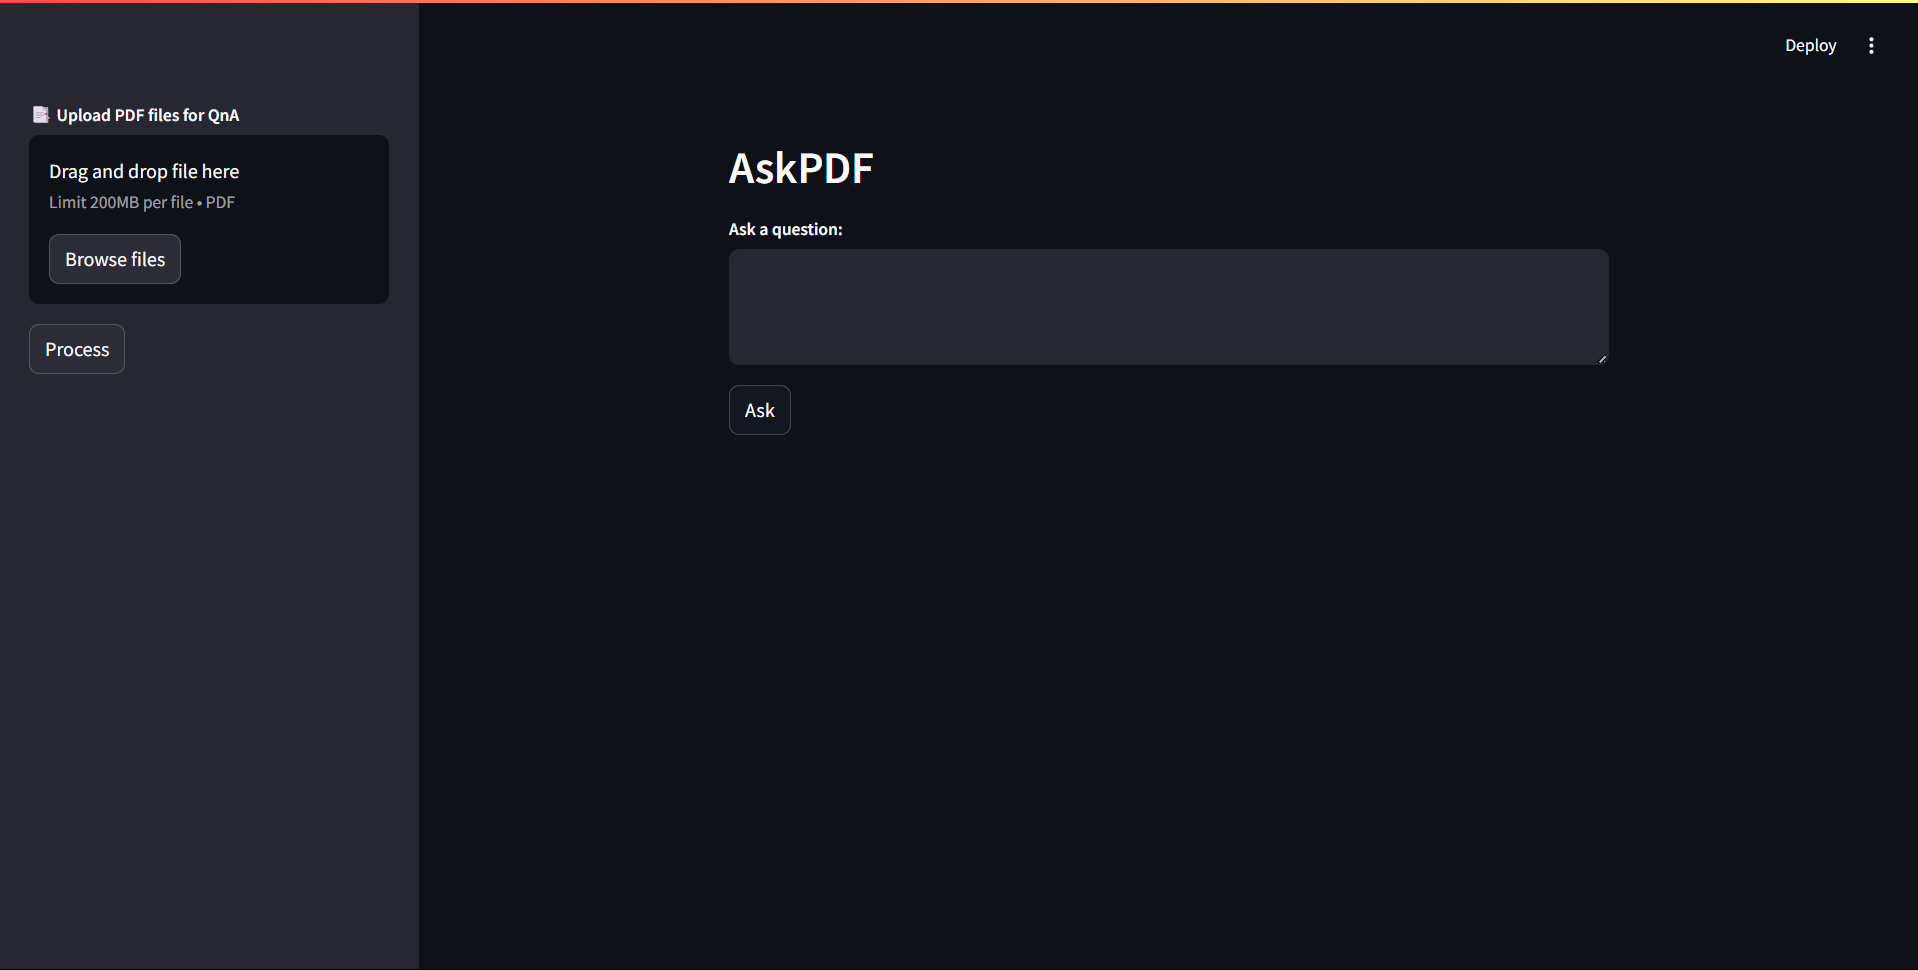 Deploy
Upload PDF files for QnA
Drag and drop file here
Limit 200MB per file • PDF
Browse files
Process
AskPDF
Ask a question:
Ask